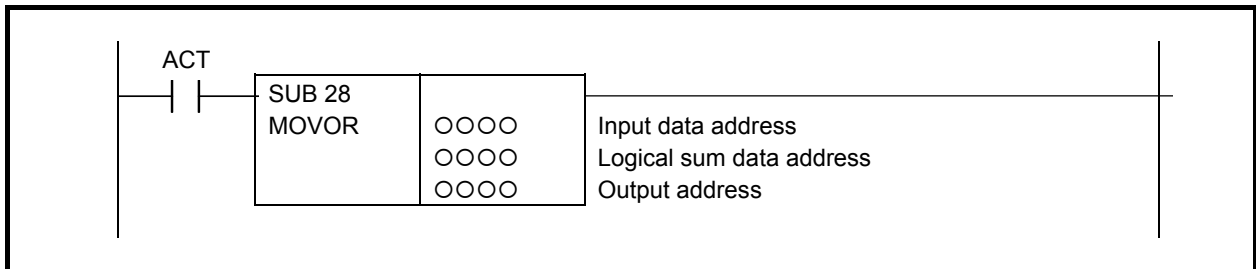 ACT
SUB 28
MOVOR ○○○○ Input data address
○○○○ Logical sum data address
○○○○ Output address